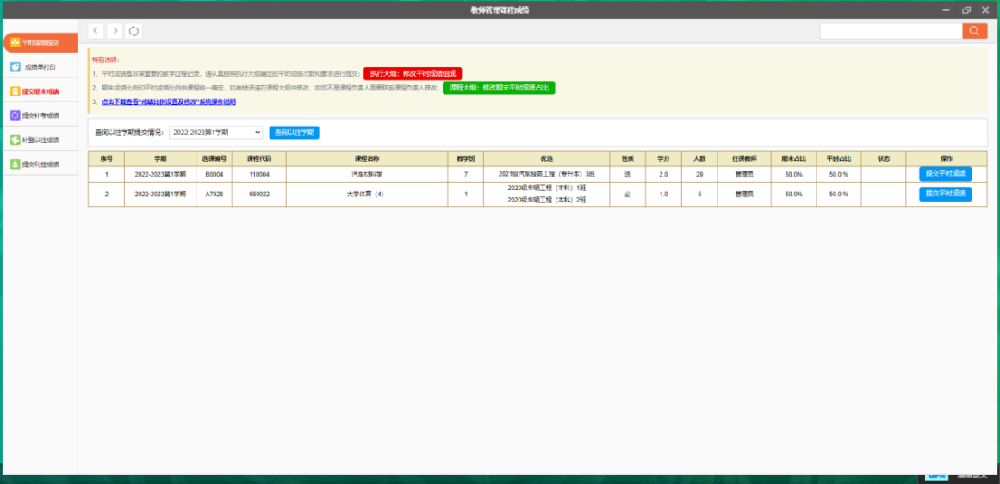 教师管理课程成绩
平时成绩提交
成绩单打印
提交期末成绩
提交补考成绩
补登以往成绩
提交利性成绩
特别说明：
1、平时成绩是非常重要的教学过程记录，请认真按照执行大纲确定的平时成绩次数和要求进行提交； 执行大纲：修改平时成绩组成
2、期末成绩比例和平时成绩比例由课程统一确定，如有错误请在课程大纲中修改，如您不是课程负责人需要联系课程负责人修改。 课程大纲：修改期末平时成绩占比
3、点击下载查看“成绩比例设置及修改”系统操作说明
查询以往学期提交情况： 2022-2023第1学期 查询以往学期
序号 学期 选课编号 课程代码 课程名称 教学班 优选 性质 学分 人数 任课教师 期末占比 平时占比 状态 操作
1 2022-2023第1学期 B0004 110004 汽车材料学 7 2021级汽车服务工程（专升本）3班 选 2.0 29 管理员 50.0% 50.0 % 提交平时成绩
2 2022-2023第1学期 A7028 660022 大学体育（4） 1 2020级车辆工程（本科）1班 必 1.0 5 管理员 50.0% 50.0 % 提交平时成绩
2020级车辆工程（本科）2班